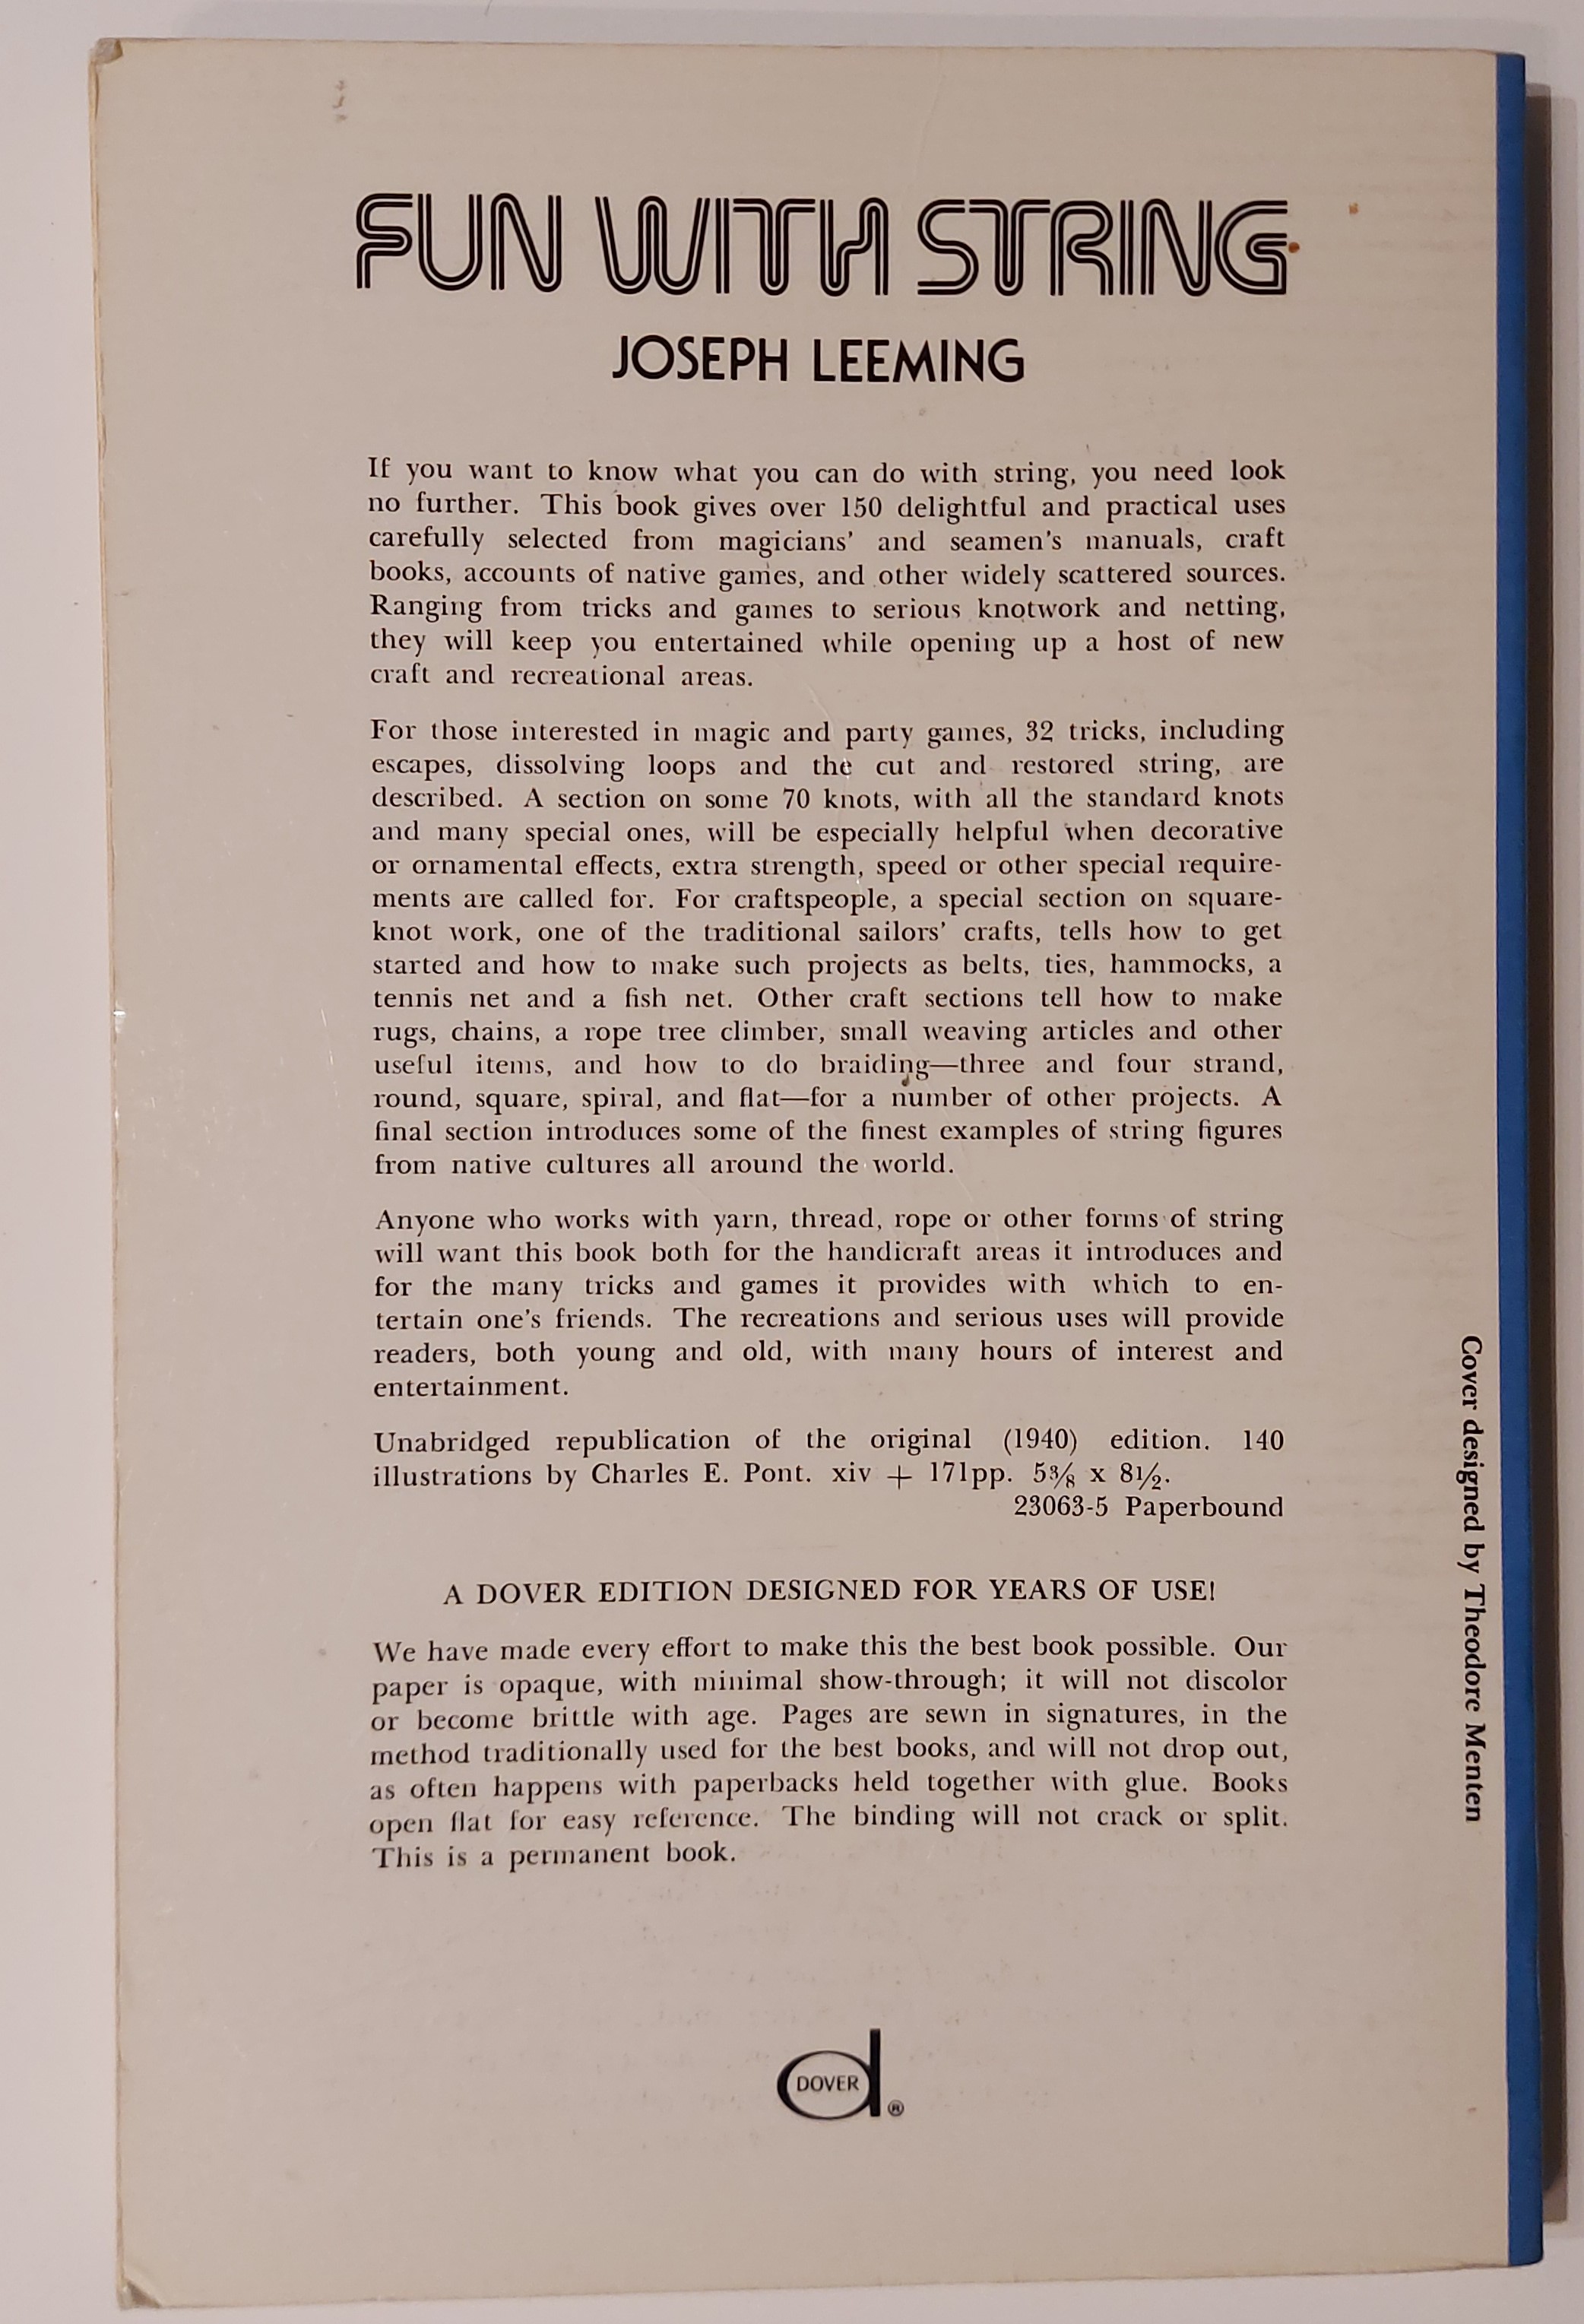 FUN WITH STRING
JOSEPH LEEMING
If you want to know what you can do with string, you need look
no further. This book gives over 150 delightful and practical uses
carefully selected from magicians' and seamen's manuals, craft
books, accounts of native games, and other widely scattered sources.
Ranging from tricks and games to serious knotwork and netting,
they will keep you entertained while opening up a host of new
craft and recreational areas.
For those interested in magic and party games, 32 tricks, including
escapes, dissolving loops and the cut and restored string, are
described. A section on some 70 knots, with all the standard knots
and many special ones, will be especially helpful when decorative
or ornamental effects, extra strength, speed or other special require-
ments are called for. For craftspeople, a special section on square-
knot work, one of the traditional sailors' crafts, tells how to get
started and how to make such projects as belts, ties, hammocks, a
tennis net and a fish net. Other craft sections tell how to make
rugs, chains, a rope tree climber, small weaving articles and other
useful items, and how to do braiding—three and four strand,
round, square, spiral, and flat—for a number of other projects. A
final section introduces some of the finest examples of string figures
from native cultures all around the world.
Anyone who works with yarn, thread, rope or other forms of string
will want this book both for the handicraft areas it introduces and
for the many tricks and games it provides with which to en-
tertain one's friends. The recreations and serious uses will provide
readers, both young and old, with many hours of interest and
entertainment.
Unabridged republication of the original (1940) edition. 140
illustrations by Charles E. Pont. xiv + 171pp. 5⅜ x 8½.
23063-5 Paperbound
A DOVER EDITION DESIGNED FOR YEARS OF USE!
We have made every effort to make this the best book possible. Our
paper is opaque, with minimal show-through; it will not discolor
or become brittle with age. Pages are sewn in signatures, in the
method traditionally used for the best books, and will not drop out,
as often happens with paperbacks held together with glue. Books
open flat for easy reference. The binding will not crack or split.
This is a permanent book.
DOVER ®
Cover designed by Theodore Menten